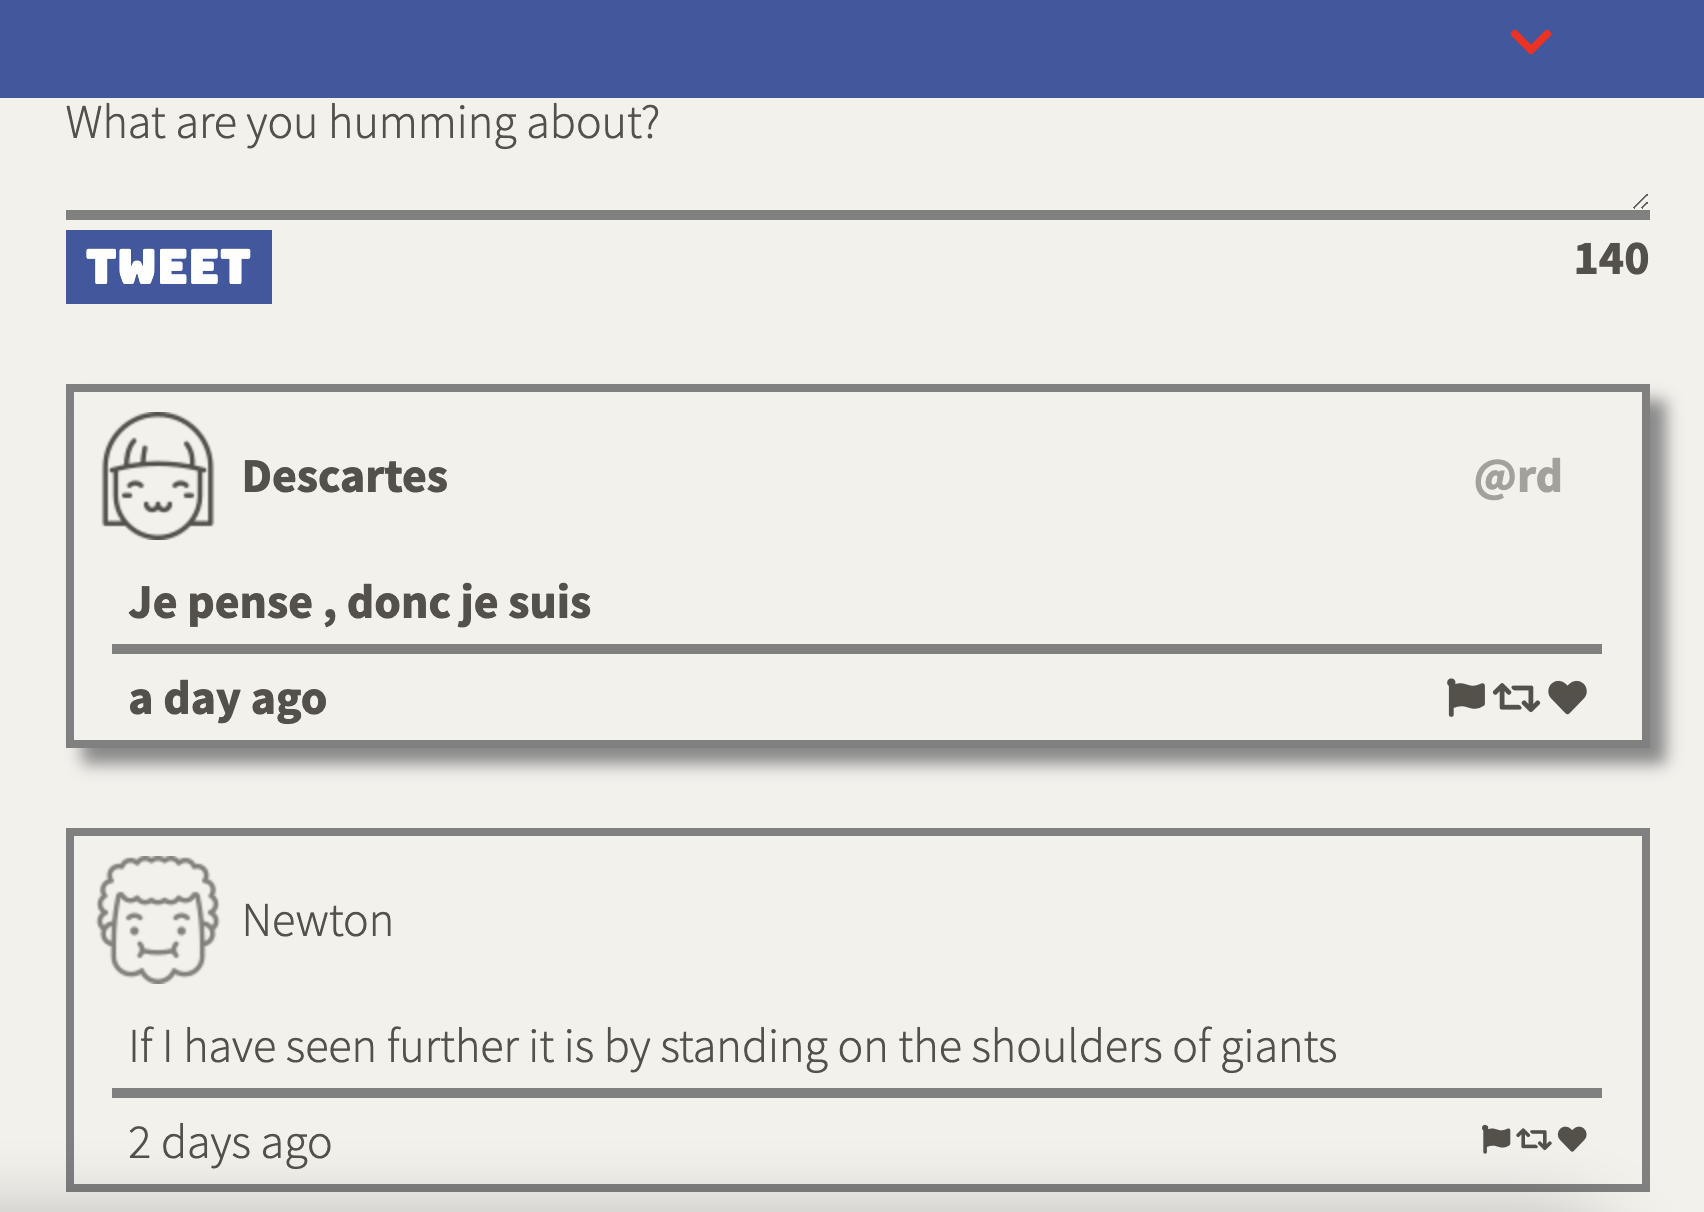 What are you humming about?
TWEET
140
Descartes
@rd
Je pense , donc je suis
a day ago
Newton
If I have seen further it is by standing on the shoulders of giants
2 days ago